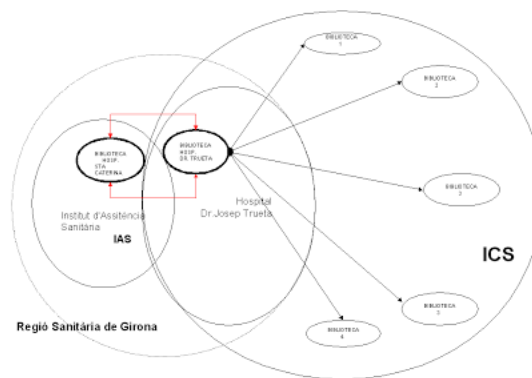 BIBLIOTECA
1
BIBLIOTECA
2
BIBLIOTECA
HOSP.
DR. TRUETA
BIBLIOTECA
HOSP.
STA
CATERINA
BIBLIOTECA
3
Institut d'Assitència
Sanitària
Hospital
Dr.Josep Trueta
IAS
ICS
BIBLIOTECA
5
Regió Sanitària de Girona
BIBLIOTECA
4